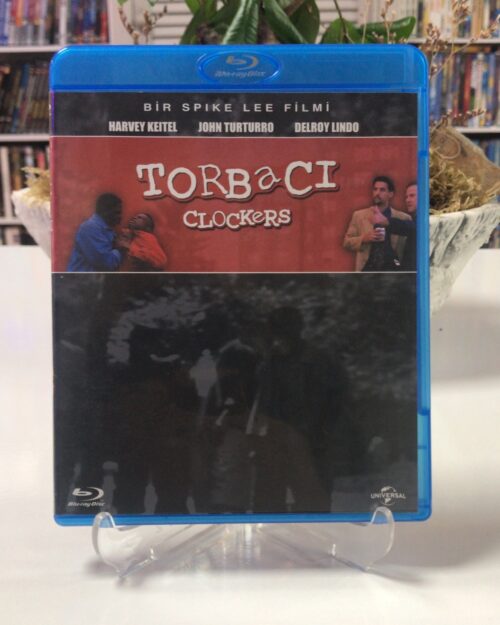 Blu-ray Disc
BİR SPIKE LEE FİLMİ
HARVEY KEITEL JOHN TURTURRO DELROY LINDO
TORBACI
CLOCKERS
Blu-ray Disc
UNIVERSAL